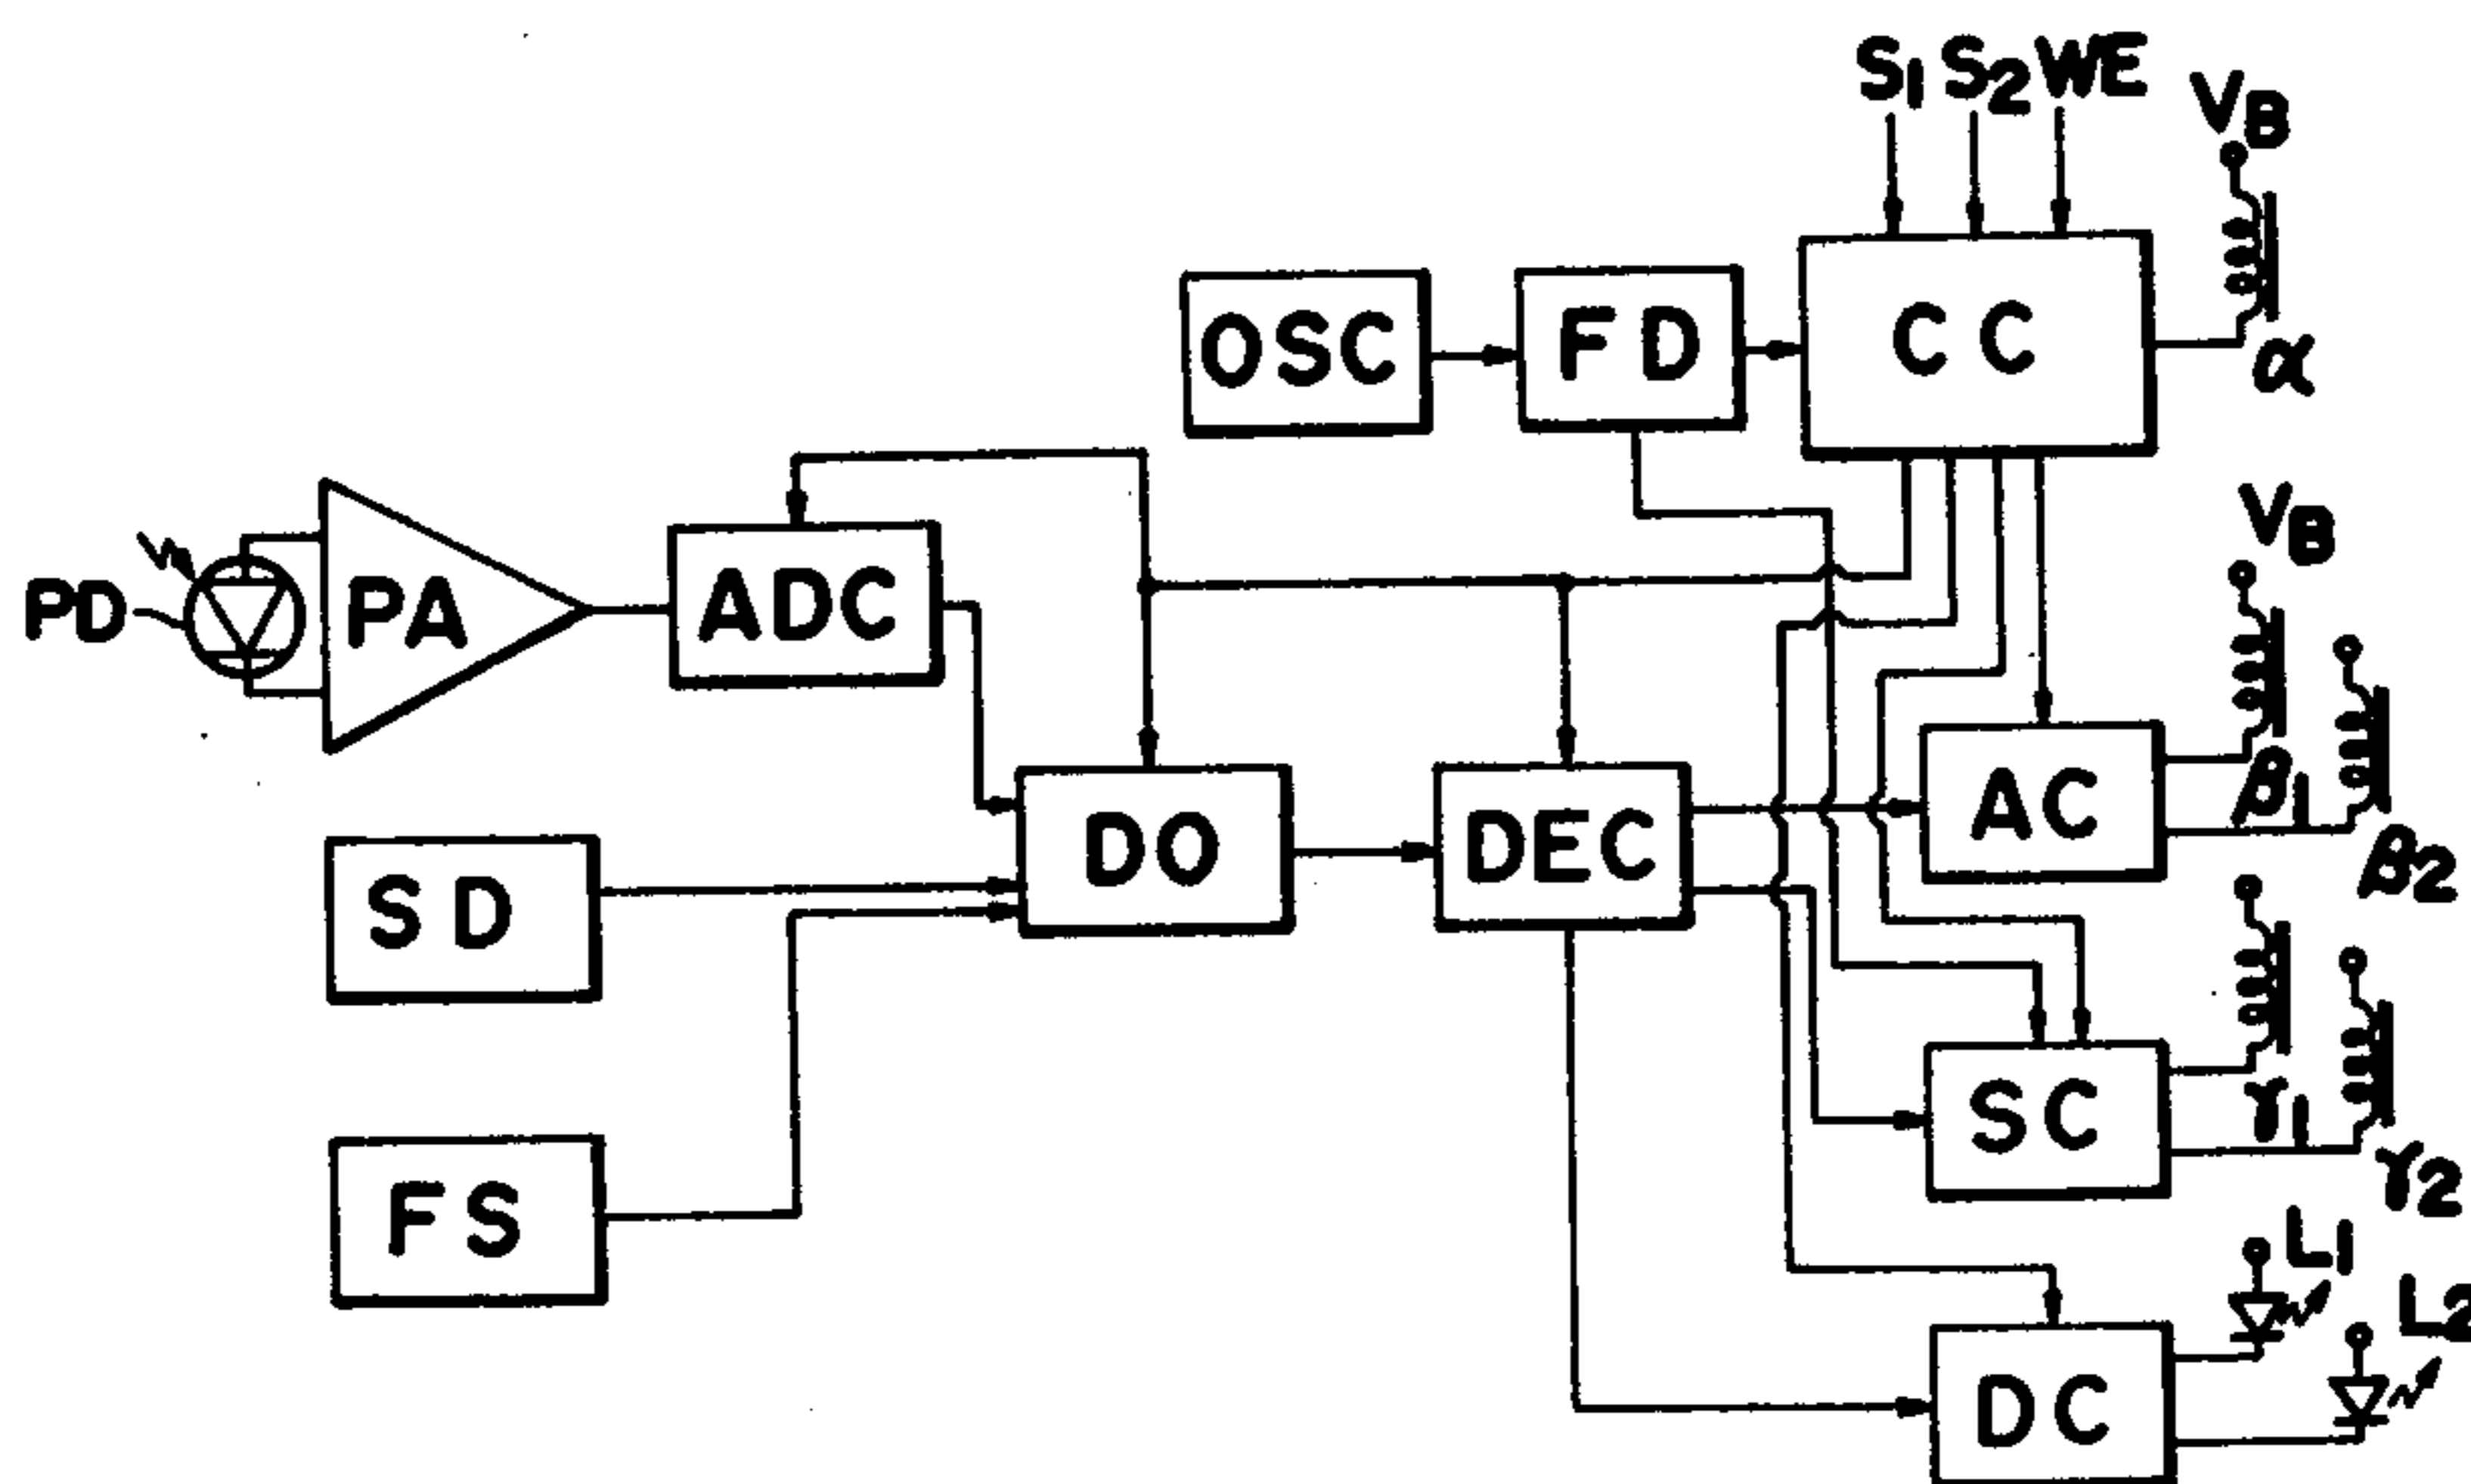 S1 S2 WE
VB
OSC
FD
CC
α
VB
PD
PA
ADC
DO
DEC
AC
β1
β2
SD
SC
γ1
γ2
FS
L1
L2
DC